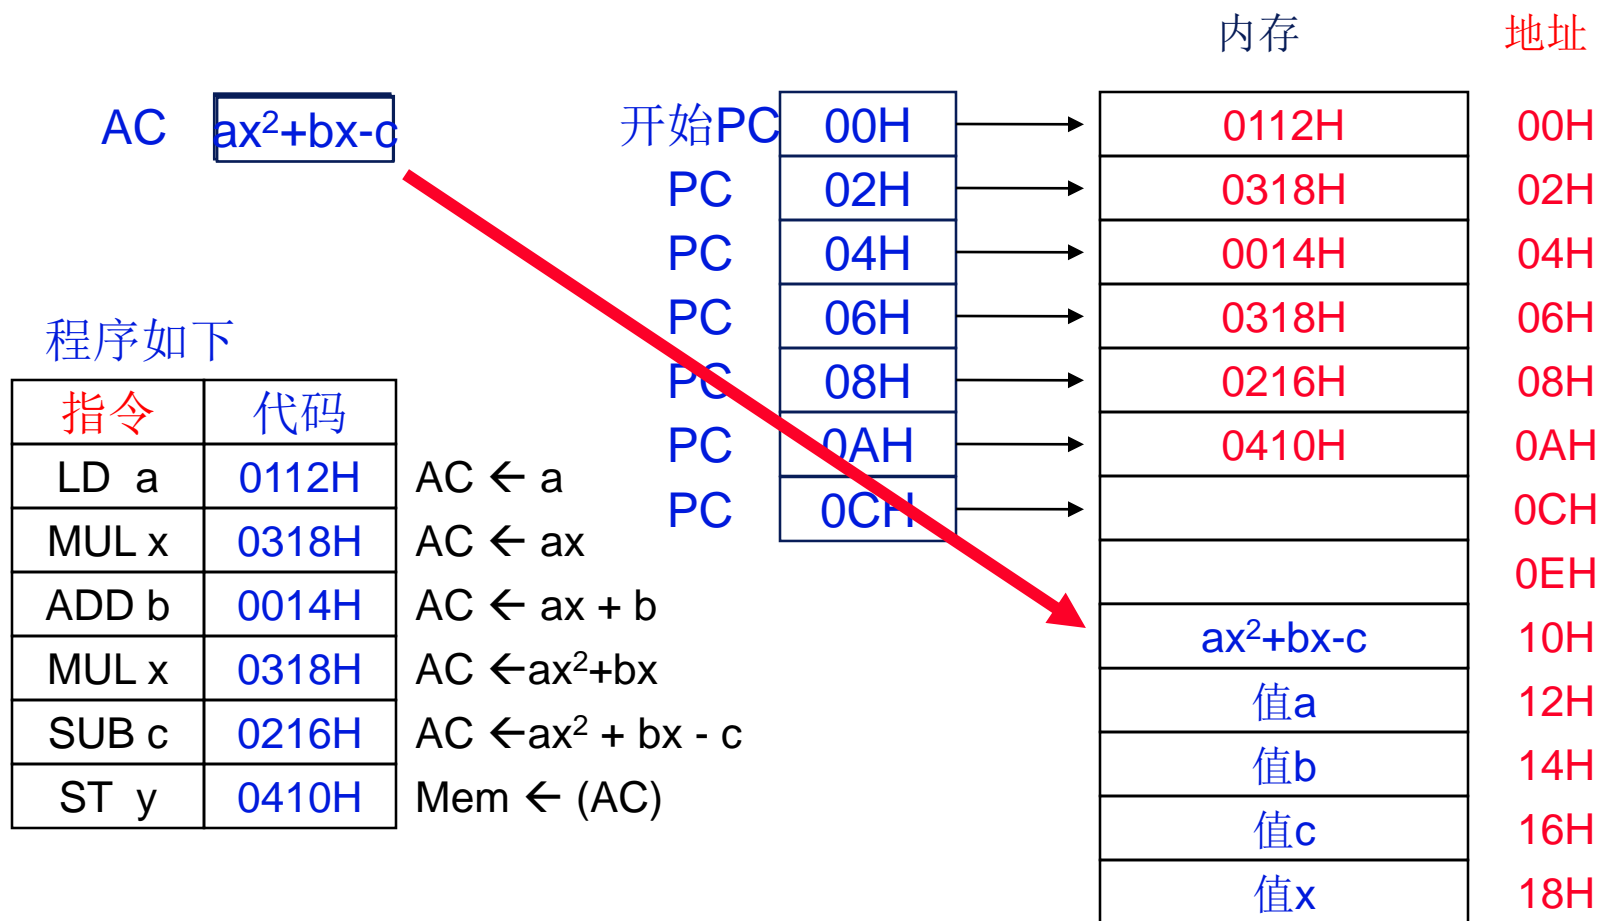 内存 地址
AC ax²+bx-c 开始PC 00H 0112H 00H
PC 02H 0318H 02H
PC 04H 0014H 04H
PC 06H 0318H 06H
程序如下
PC 08H 0216H 08H
指令 代码
PC 0AH 0410H 0AH
LD a 0112H AC ← a
PC 0CH 0CH
MUL x 0318H AC ← ax
0EH
ADD b 0014H AC ← ax + b
ax²+bx-c 10H
MUL x 0318H AC ←ax²+bx
值a 12H
SUB c 0216H AC ←ax² + bx - c
值b 14H
ST y 0410H Mem ← (AC)
值c 16H
值x 18H